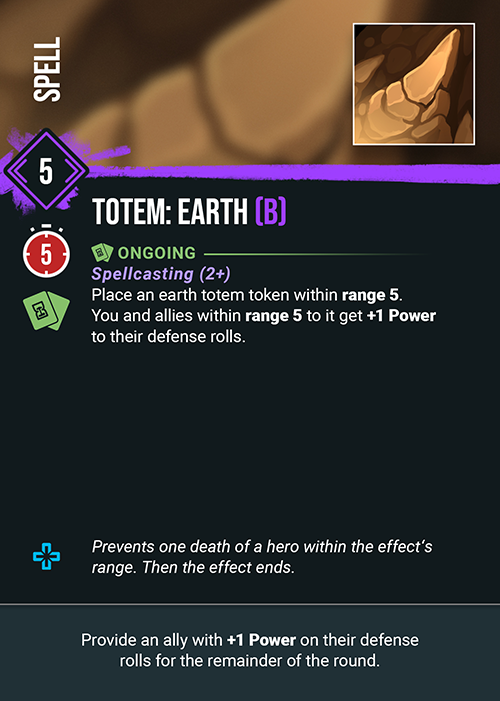 SPELL
5
TOTEM: EARTH (B)
5
ONGOING
Spellcasting (2+)
Place an earth totem token within range 5.
You and allies within range 5 to it get +1 Power
to their defense rolls.
Prevents one death of a hero within the effect‘s
range. Then the effect ends.
Provide an ally with +1 Power on their defense
rolls for the remainder of the round.